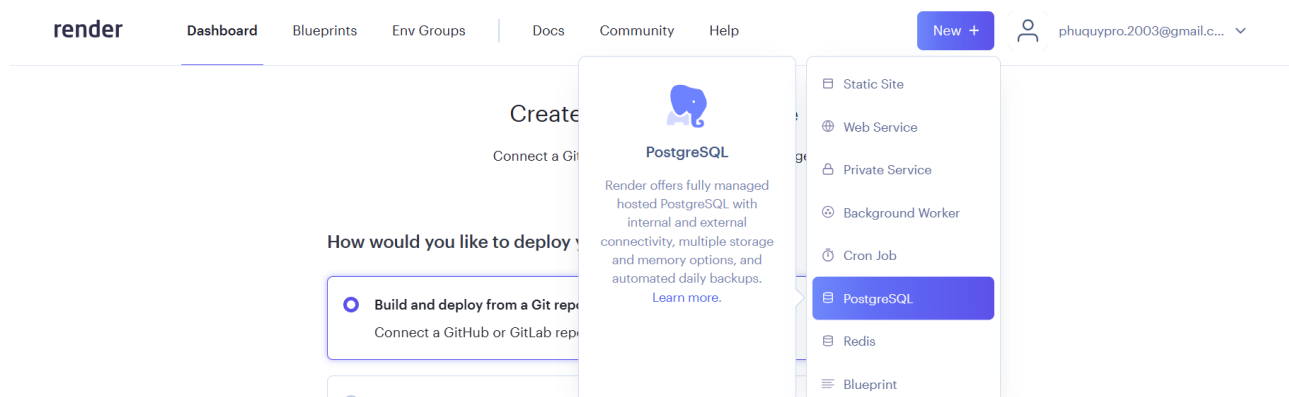 render
Dashboard
Blueprints
Env Groups
Docs
Community
Help
New +
phuquypro.2003@gmail.c...
Create
Connect a Git
How would you like to deploy
Build and deploy from a Git rep
Connect a GitHub or GitLab rep
PostgreSQL
Render offers fully managed
hosted PostgreSQL with
internal and external
connectivity, multiple storage
and memory options, and
automated daily backups.
Learn more.
Static Site
Web Service
Private Service
Background Worker
Cron Job
PostgreSQL
Redis
Blueprint